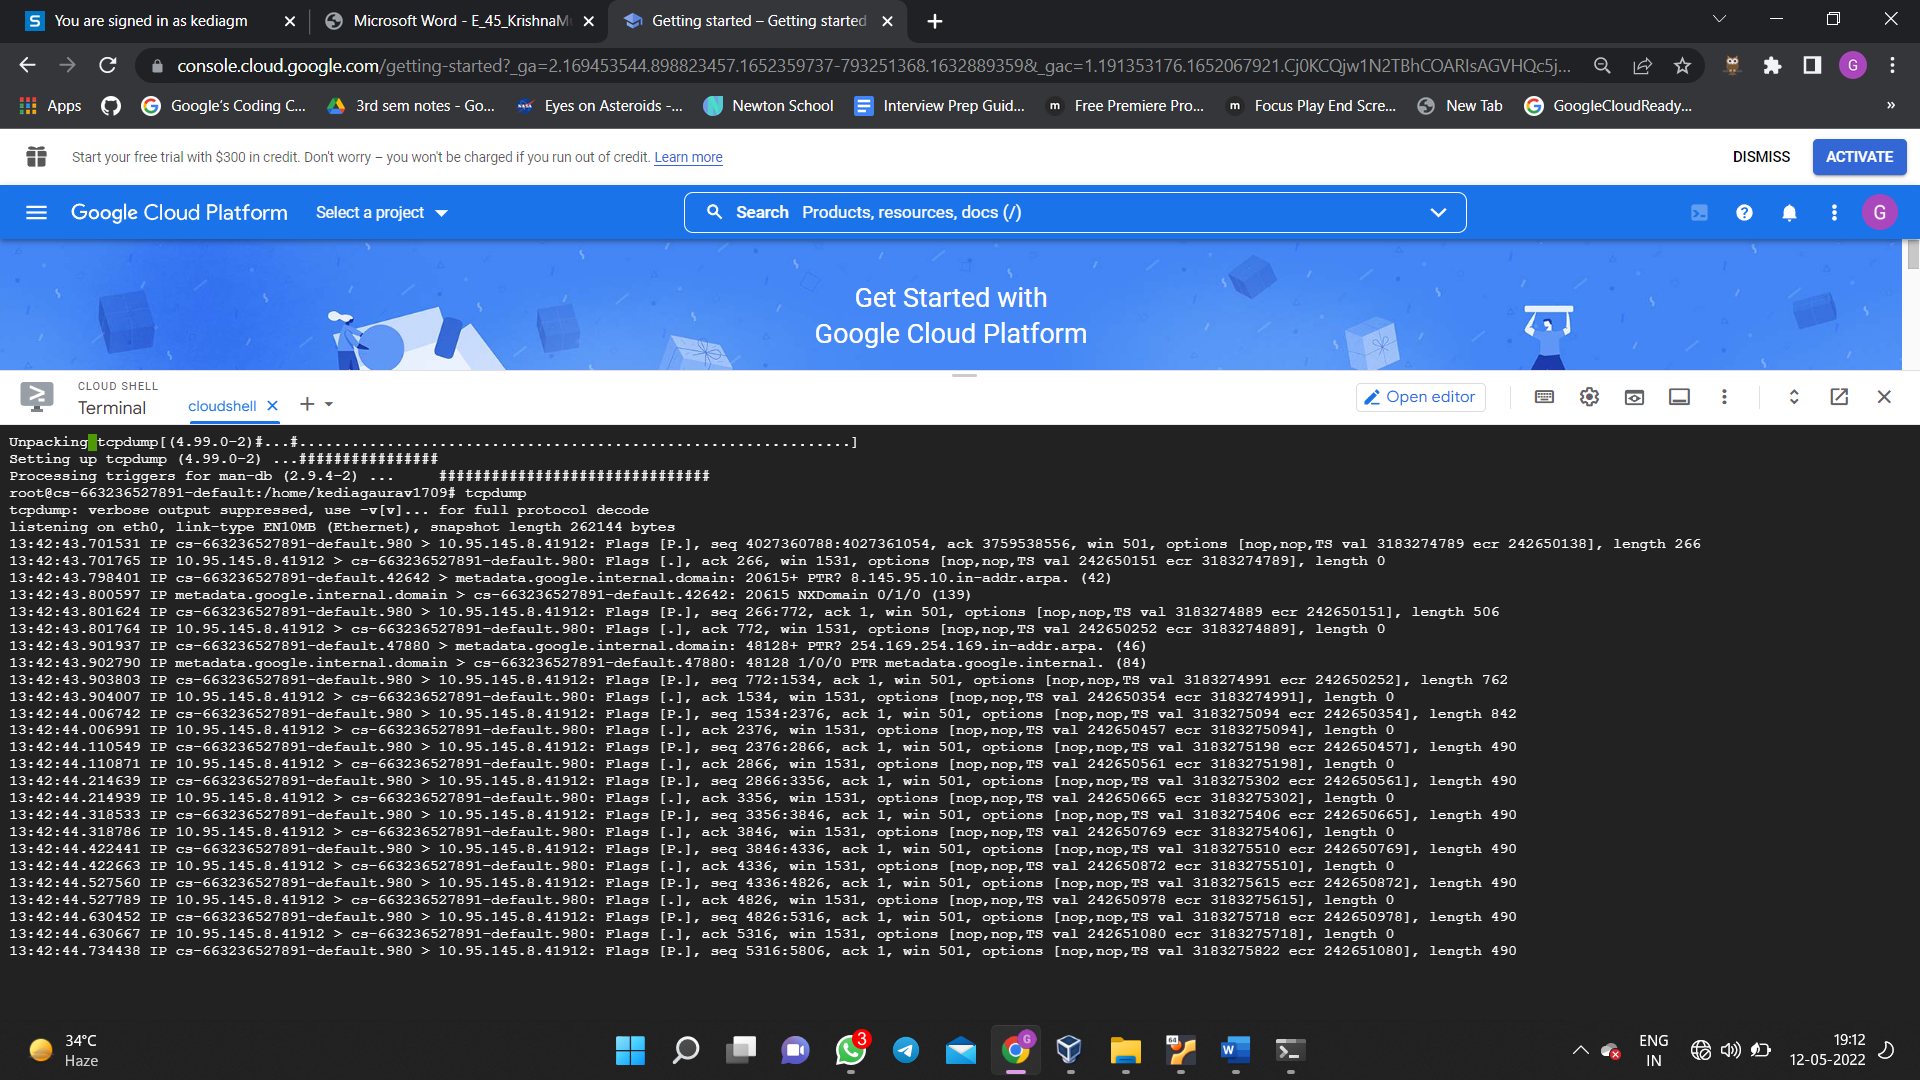 You are signed in as kediagm
Microsoft Word - E_45_KrishnaM
Getting started – Getting started
console.cloud.google.com/getting-started?_ga=2.169453544.898823457.1652359737-793251368.1632889359&_gac=1.191353176.1652067921.Cj0KCQjw1N2TBhCOARIsAGVHQc5j...
G
Apps
Google's Coding C...
3rd sem notes - Go...
Eyes on Asteroids -...
Newton School
Interview Prep Guid...
Free Premiere Pro...
Focus Play End Scre...
New Tab
GoogleCloudReady...
»
Start your free trial with $300 in credit. Don't worry – you won't be charged if you run out of credit. Learn more
DISMISS
ACTIVATE
Google Cloud Platform
Select a project
Search Products, resources, docs (/)
G
Get Started with
Google Cloud Platform
CLOUD SHELL
Terminal
cloudshell
Open editor
Unpacking tcpdump[(4.99.0-2)#...#...............................................................]
Setting up tcpdump (4.99.0-2) ...################
Processing triggers for man-db (2.9.4-2) ... ###############################
root@cs-663236527891-default:/home/kediagaurav1709# tcpdump
tcpdump: verbose output suppressed, use -v[v]... for full protocol decode
listening on eth0, link-type EN10MB (Ethernet), snapshot length 262144 bytes
13:42:43.701531 IP cs-663236527891-default.980 > 10.95.145.8.41912: Flags [P.], seq 4027360788:4027361054, ack 3759538556, win 501, options [nop,nop,TS val 3183274789 ecr 242650138], length 266
13:42:43.701765 IP 10.95.145.8.41912 > cs-663236527891-default.980: Flags [.], ack 266, win 1531, options [nop,nop,TS val 242650151 ecr 3183274789], length 0
13:42:43.798401 IP cs-663236527891-default.42642 > metadata.google.internal.domain: 20615+ PTR? 8.145.95.10.in-addr.arpa. (42)
13:42:43.800597 IP metadata.google.internal.domain > cs-663236527891-default.42642: 20615 NXDomain 0/1/0 (139)
13:42:43.801624 IP cs-663236527891-default.980 > 10.95.145.8.41912: Flags [P.], seq 266:772, ack 1, win 501, options [nop,nop,TS val 3183274889 ecr 242650151], length 506
13:42:43.801764 IP 10.95.145.8.41912 > cs-663236527891-default.980: Flags [.], ack 772, win 1531, options [nop,nop,TS val 242650252 ecr 3183274889], length 0
13:42:43.901937 IP cs-663236527891-default.47880 > metadata.google.internal.domain: 48128+ PTR? 254.169.254.169.in-addr.arpa. (46)
13:42:43.902790 IP metadata.google.internal.domain > cs-663236527891-default.47880: 48128 1/0/0 PTR metadata.google.internal. (84)
13:42:43.903803 IP cs-663236527891-default.980 > 10.95.145.8.41912: Flags [P.], seq 772:1534, ack 1, win 501, options [nop,nop,TS val 3183274991 ecr 242650252], length 762
13:42:43.904007 IP 10.95.145.8.41912 > cs-663236527891-default.980: Flags [.], ack 1534, win 1531, options [nop,nop,TS val 242650354 ecr 3183274991], length 0
13:42:44.006742 IP cs-663236527891-default.980 > 10.95.145.8.41912: Flags [P.], seq 1534:2376, ack 1, win 501, options [nop,nop,TS val 3183275094 ecr 242650354], length 842
13:42:44.006991 IP 10.95.145.8.41912 > cs-663236527891-default.980: Flags [.], ack 2376, win 1531, options [nop,nop,TS val 242650457 ecr 3183275094], length 0
13:42:44.110549 IP cs-663236527891-default.980 > 10.95.145.8.41912: Flags [P.], seq 2376:2866, ack 1, win 501, options [nop,nop,TS val 3183275198 ecr 242650457], length 490
13:42:44.110871 IP 10.95.145.8.41912 > cs-663236527891-default.980: Flags [.], ack 2866, win 1531, options [nop,nop,TS val 242650561 ecr 3183275198], length 0
13:42:44.214639 IP cs-663236527891-default.980 > 10.95.145.8.41912: Flags [P.], seq 2866:3356, ack 1, win 501, options [nop,nop,TS val 3183275302 ecr 242650561], length 490
13:42:44.214939 IP 10.95.145.8.41912 > cs-663236527891-default.980: Flags [.], ack 3356, win 1531, options [nop,nop,TS val 242650665 ecr 3183275302], length 0
13:42:44.318533 IP cs-663236527891-default.980 > 10.95.145.8.41912: Flags [P.], seq 3356:3846, ack 1, win 501, options [nop,nop,TS val 3183275406 ecr 242650665], length 490
13:42:44.318786 IP 10.95.145.8.41912 > cs-663236527891-default.980: Flags [.], ack 3846, win 1531, options [nop,nop,TS val 242650769 ecr 3183275406], length 0
13:42:44.422441 IP cs-663236527891-default.980 > 10.95.145.8.41912: Flags [P.], seq 3846:4336, ack 1, win 501, options [nop,nop,TS val 3183275510 ecr 242650769], length 490
13:42:44.422663 IP 10.95.145.8.41912 > cs-663236527891-default.980: Flags [.], ack 4336, win 1531, options [nop,nop,TS val 242650872 ecr 3183275510], length 0
13:42:44.527560 IP cs-663236527891-default.980 > 10.95.145.8.41912: Flags [P.], seq 4336:4826, ack 1, win 501, options [nop,nop,TS val 3183275615 ecr 242650872], length 490
13:42:44.527789 IP 10.95.145.8.41912 > cs-663236527891-default.980: Flags [.], ack 4826, win 1531, options [nop,nop,TS val 242650978 ecr 3183275615], length 0
13:42:44.630452 IP cs-663236527891-default.980 > 10.95.145.8.41912: Flags [P.], seq 4826:5316, ack 1, win 501, options [nop,nop,TS val 3183275718 ecr 242650978], length 490
13:42:44.630667 IP 10.95.145.8.41912 > cs-663236527891-default.980: Flags [.], ack 5316, win 1531, options [nop,nop,TS val 242651080 ecr 3183275718], length 0
13:42:44.734438 IP cs-663236527891-default.980 > 10.95.145.8.41912: Flags [P.], seq 5316:5806, ack 1, win 501, options [nop,nop,TS val 3183275822 ecr 242651080], length 490
34°C
Haze
3
G
64
W
ENG
IN
19:12
12-05-2022